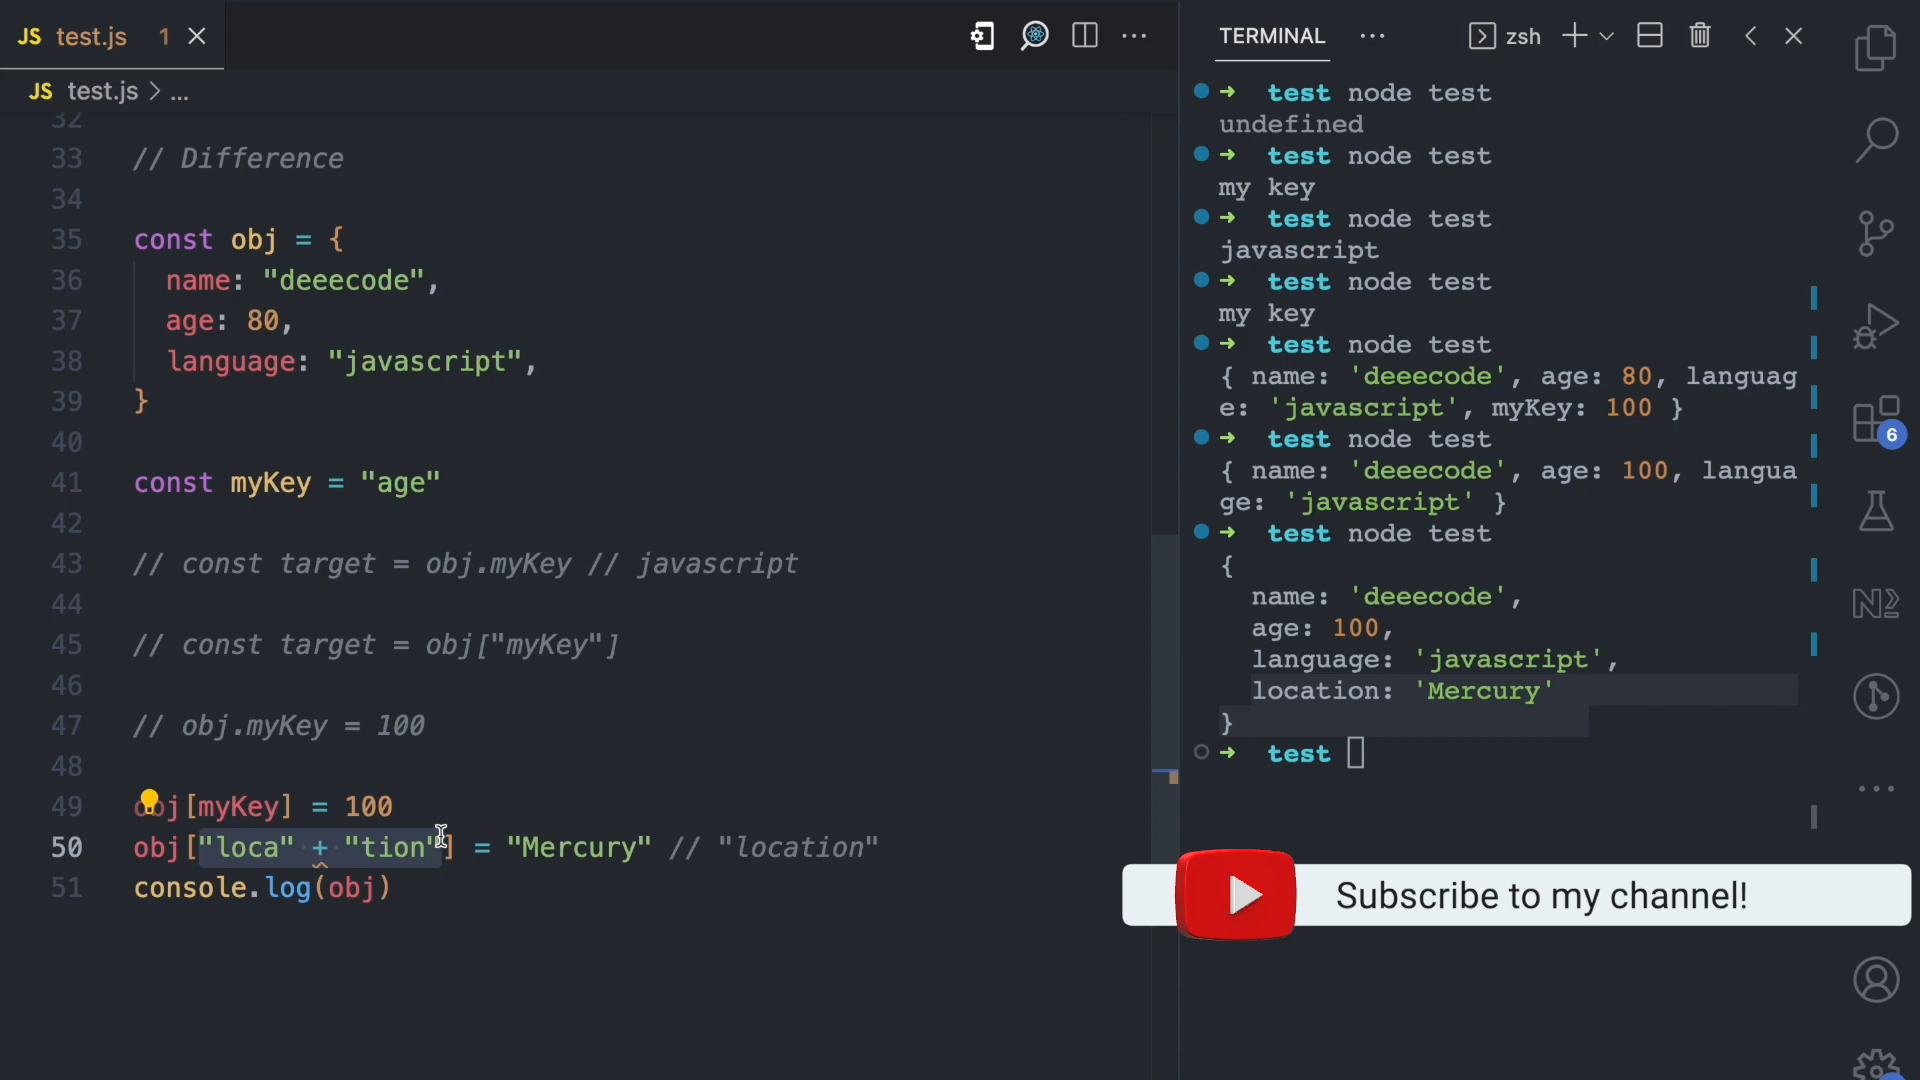 JS test.js 1
TERMINAL ...
zsh
JS test.js > ...
32
33 // Difference
34
35 const obj = {
36 name: "deeecode",
37 age: 80,
38 language: "javascript",
39 }
40
41 const myKey = "age"
42
43 // const target = obj.myKey // javascript
44
45 // const target = obj["myKey"]
46
47 // obj.myKey = 100
48
49 obj[myKey] = 100
50 obj["loca" + "tion"] = "Mercury" // "location"
51 console.log(obj)
➜ test node test
undefined
➜ test node test
my key
➜ test node test
javascript
➜ test node test
my key
➜ test node test
{ name: 'deeecode', age: 80, languag
e: 'javascript', myKey: 100 }
➜ test node test
{ name: 'deeecode', age: 100, langua
ge: 'javascript' }
➜ test node test
{
name: 'deeecode',
age: 100,
language: 'javascript',
location: 'Mercury'
}
➜ test
6
Subscribe to my channel!